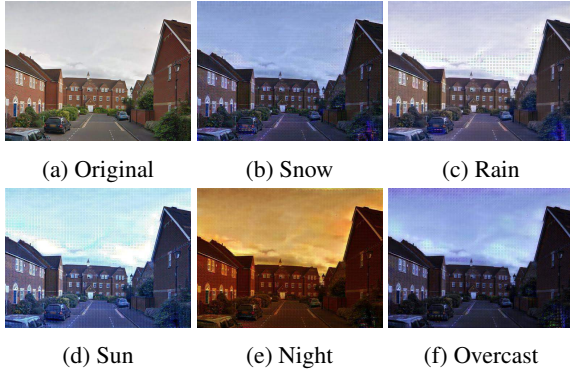 (a) Original
(b) Snow
(c) Rain
(d) Sun
(e) Night
(f) Overcast